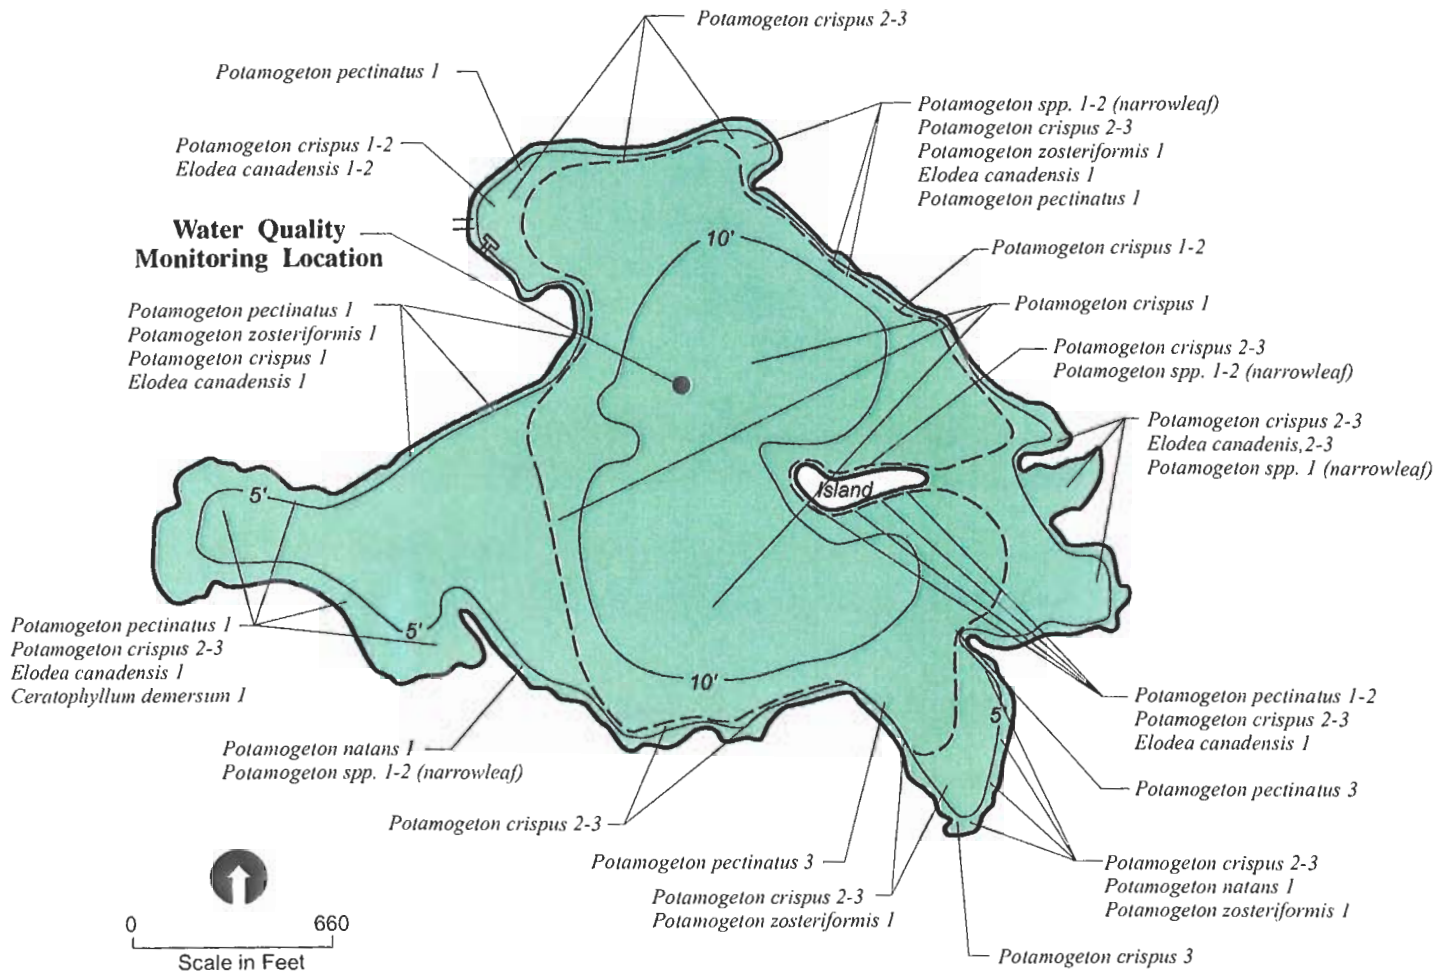 Potamogeton crispus 2-3
Potamogeton pectinatus 1
Potamogeton spp. 1-2 (narrowleaf)
Potamogeton crispus 2-3
Potamogeton zosteriformis 1
Elodea canadensis 1
Potamogeton pectinatus 1
Potamogeton crispus 1-2
Elodea canadensis 1-2
Water Quality
Monitoring Location
10'
Potamogeton crispus 1-2
Potamogeton pectinatus 1
Potamogeton zosteriformis 1
Potamogeton crispus 1
Elodea canadensis 1
Potamogeton crispus 1
Potamogeton crispus 2-3
Potamogeton spp. 1-2 (narrowleaf)
Potamogeton crispus 2-3
Elodea canadenis, 2-3
Potamogeton spp. 1 (narrowleaf)
Island
5'
5'
Potamogeton pectinatus 1
Potamogeton crispus 2-3
Elodea canadensis 1
Ceratophyllum demersum 1
10'
5'
Potamogeton pectinatus 1-2
Potamogeton crispus 2-3
Elodea canadensis 1
Potamogeton natans 1
Potamogeton spp. 1-2 (narrowleaf)
Potamogeton pectinatus 3
Potamogeton crispus 2-3
Potamogeton pectinatus 3
Potamogeton crispus 2-3
Potamogeton zosteriformis 1
Potamogeton crispus 2-3
Potamogeton natans 1
Potamogeton zosteriformis 1
Potamogeton crispus 3
0 660
Scale in Feet